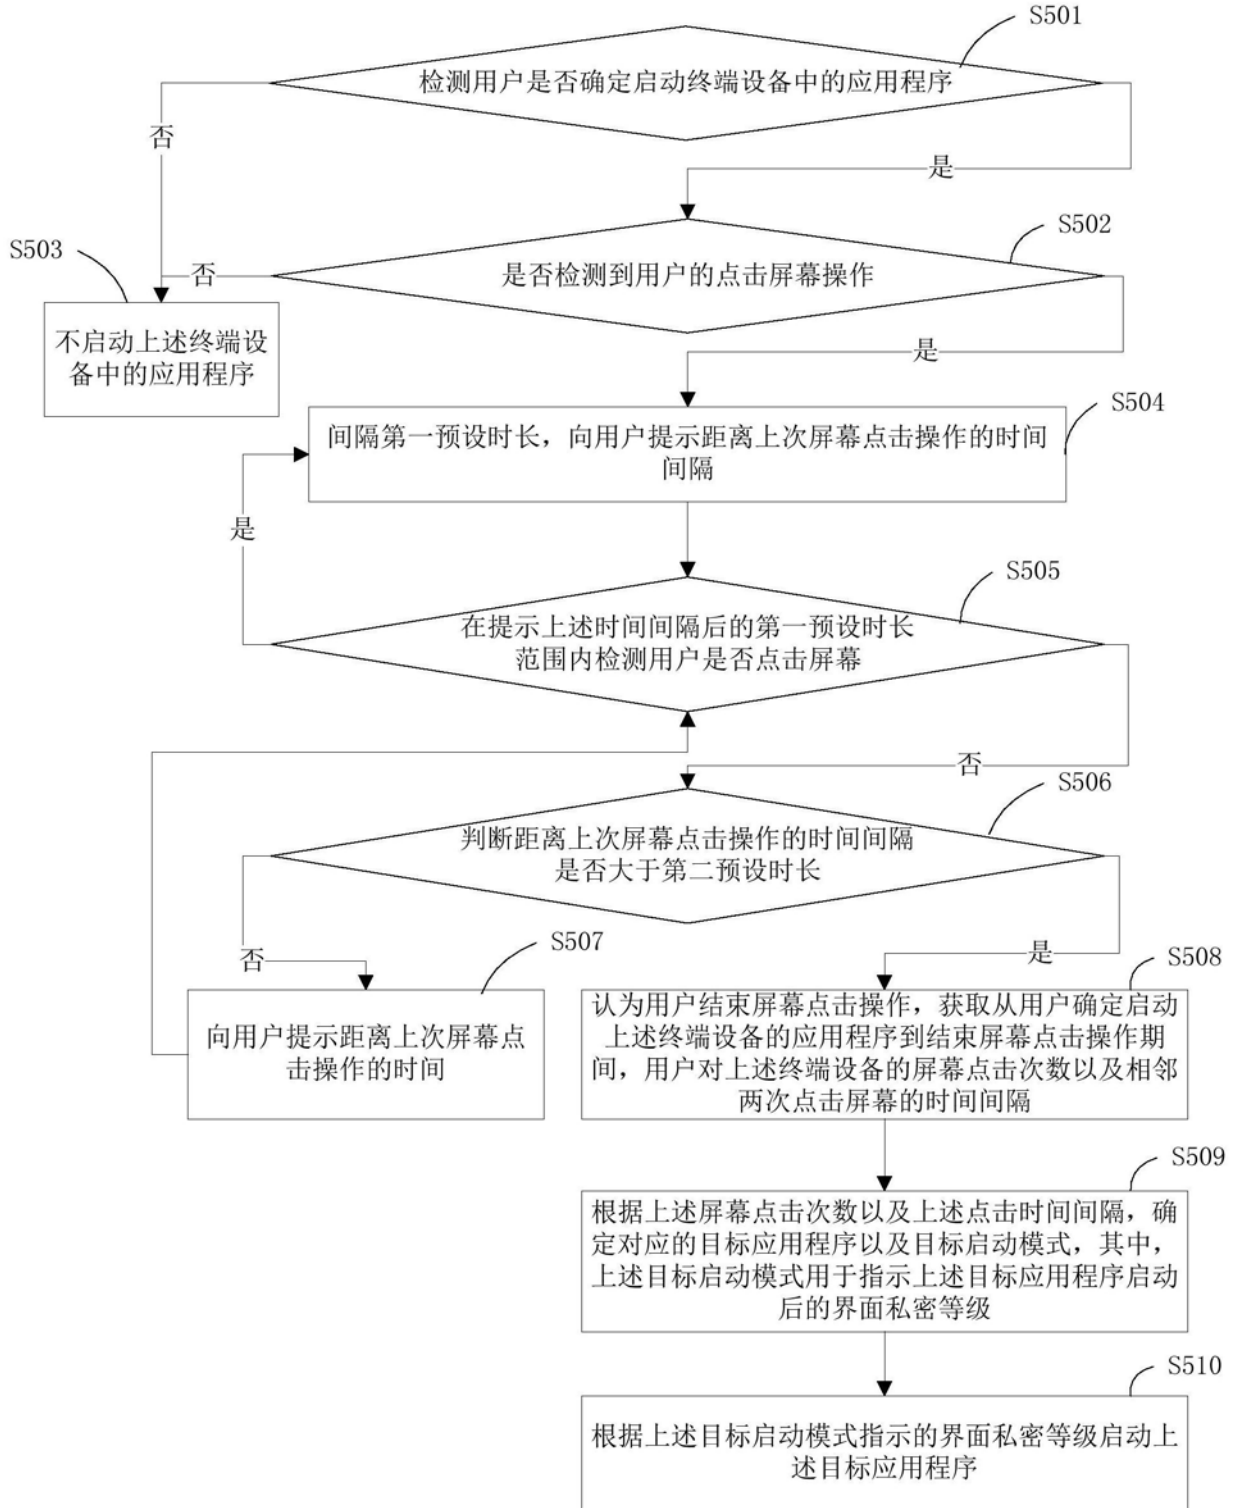 S501
检测用户是否确定启动终端设备中的应用程序
否
是
S502
S503
是否检测到用户的点击屏幕操作
否
不启动上述终端设
备中的应用程序
是
S504
间隔第一预设时长，向用户提示距离上次屏幕点击操作的时间
间隔
是
S505
在提示上述时间间隔后的第一预设时长
范围内检测用户是否点击屏幕
否
S506
判断距离上次屏幕点击操作的时间间隔
是否大于第二预设时长
否
S507
是
S508
向用户提示距离上次屏幕点
击操作的时间
认为用户结束屏幕点击操作，获取从用户确定启动
上述终端设备的应用程序到结束屏幕点击操作期
间，用户对上述终端设备的屏幕点击次数以及相邻
两次点击屏幕的时间间隔
S509
根据上述屏幕点击次数以及上述点击时间间隔，确
定对应的目标应用程序以及目标启动模式，其中，
上述目标启动模式用于指示上述目标应用程序启动
后的界面私密等级
S510
根据上述目标启动模式指示的界面私密等级启动上
述目标应用程序